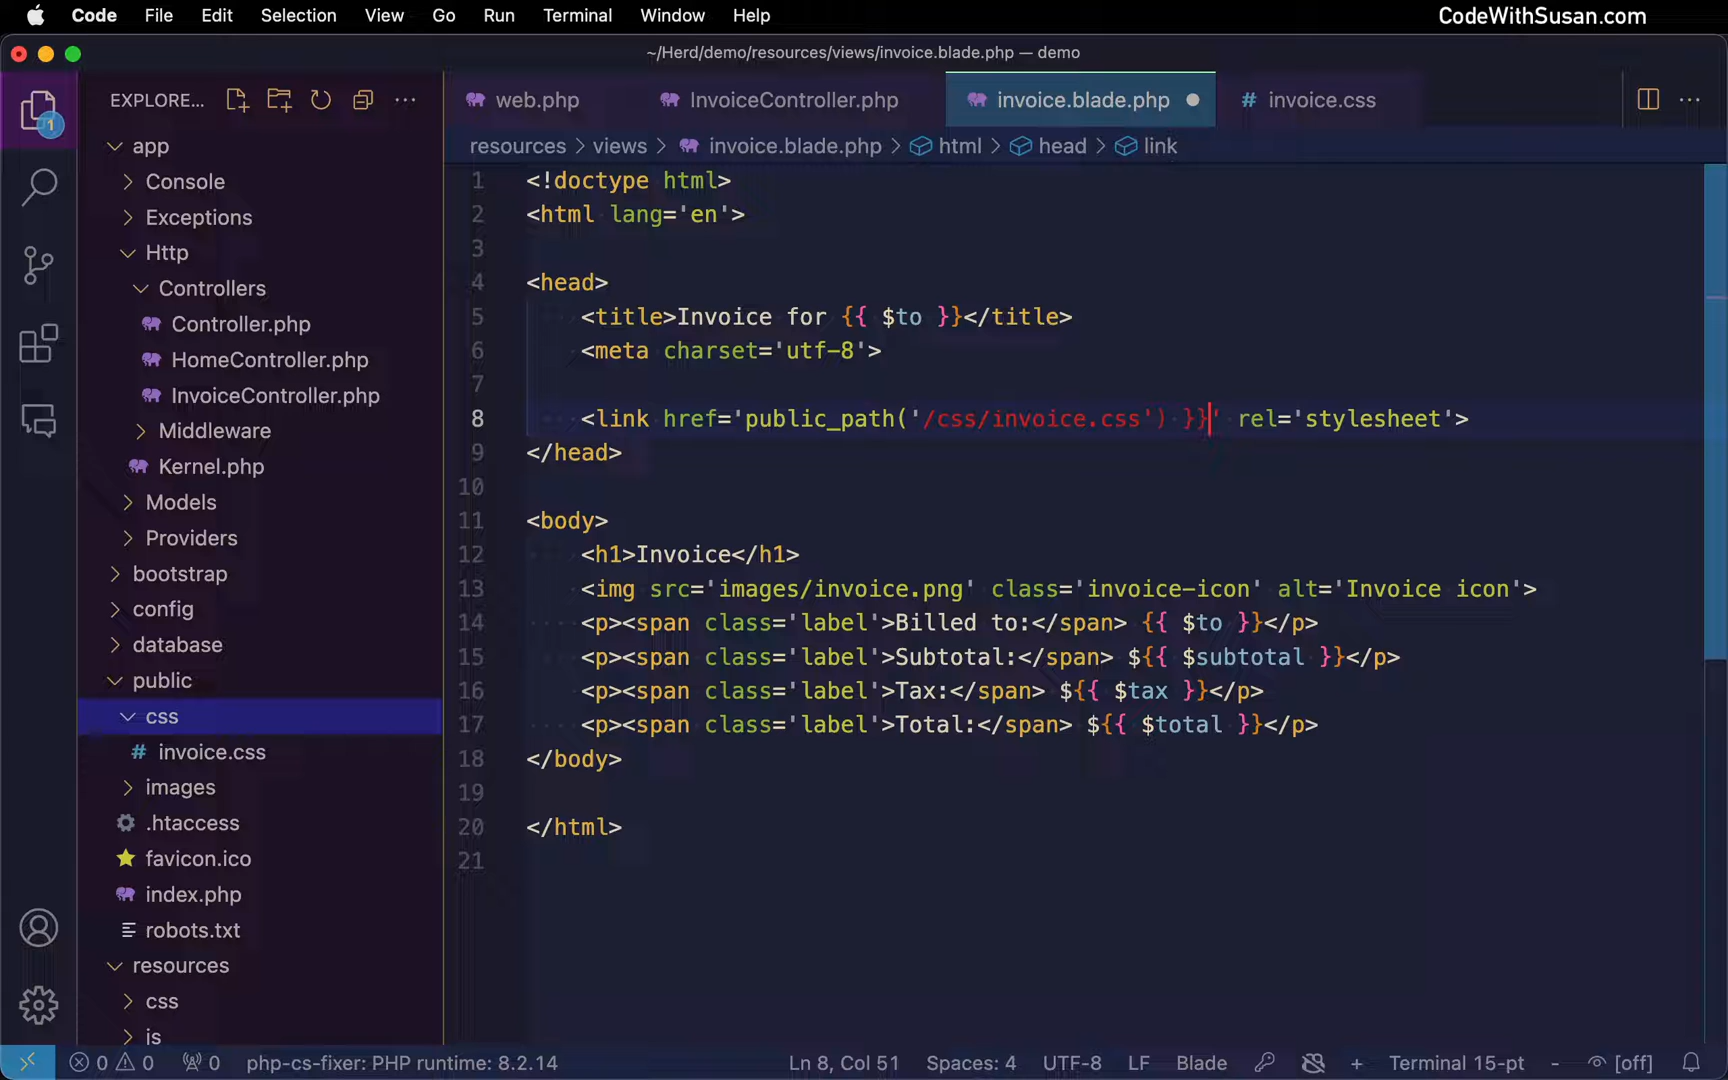 Code File Edit Selection View Go Run Terminal Window Help CodeWithSusan.com
~/Herd/demo/resources/views/invoice.blade.php — demo
EXPLORE... web.php InvoiceController.php invoice.blade.php # invoice.css
resources > views > invoice.blade.php > html > head > link
1
app
Console
Exceptions
Http
Controllers
Controller.php
HomeController.php
InvoiceController.php
Middleware
Kernel.php
Models
Providers
bootstrap
config
database
public
css
# invoice.css
images
.htaccess
favicon.ico
index.php
robots.txt
resources
css
js
1 <!doctype html>
2 <html lang='en'>
3
4 <head>
5 <title>Invoice for {{ $to }}</title>
6 <meta charset='utf-8'>
7
8 <link href='public_path('/css/invoice.css') }}' rel='stylesheet'>
9 </head>
10
11 <body>
12 <h1>Invoice</h1>
13 <img src='images/invoice.png' class='invoice-icon' alt='Invoice icon'>
14 <p><span class='label'>Billed to:</span> {{ $to }}</p>
15 <p><span class='label'>Subtotal:</span> ${{ $subtotal }}</p>
16 <p><span class='label'>Tax:</span> ${{ $tax }}</p>
17 <p><span class='label'>Total:</span> ${{ $total }}</p>
18 </body>
19
20 </html>
21
0 0 0 php-cs-fixer: PHP runtime: 8.2.14 Ln 8, Col 51 Spaces: 4 UTF-8 LF Blade + Terminal 15-pt - [off]